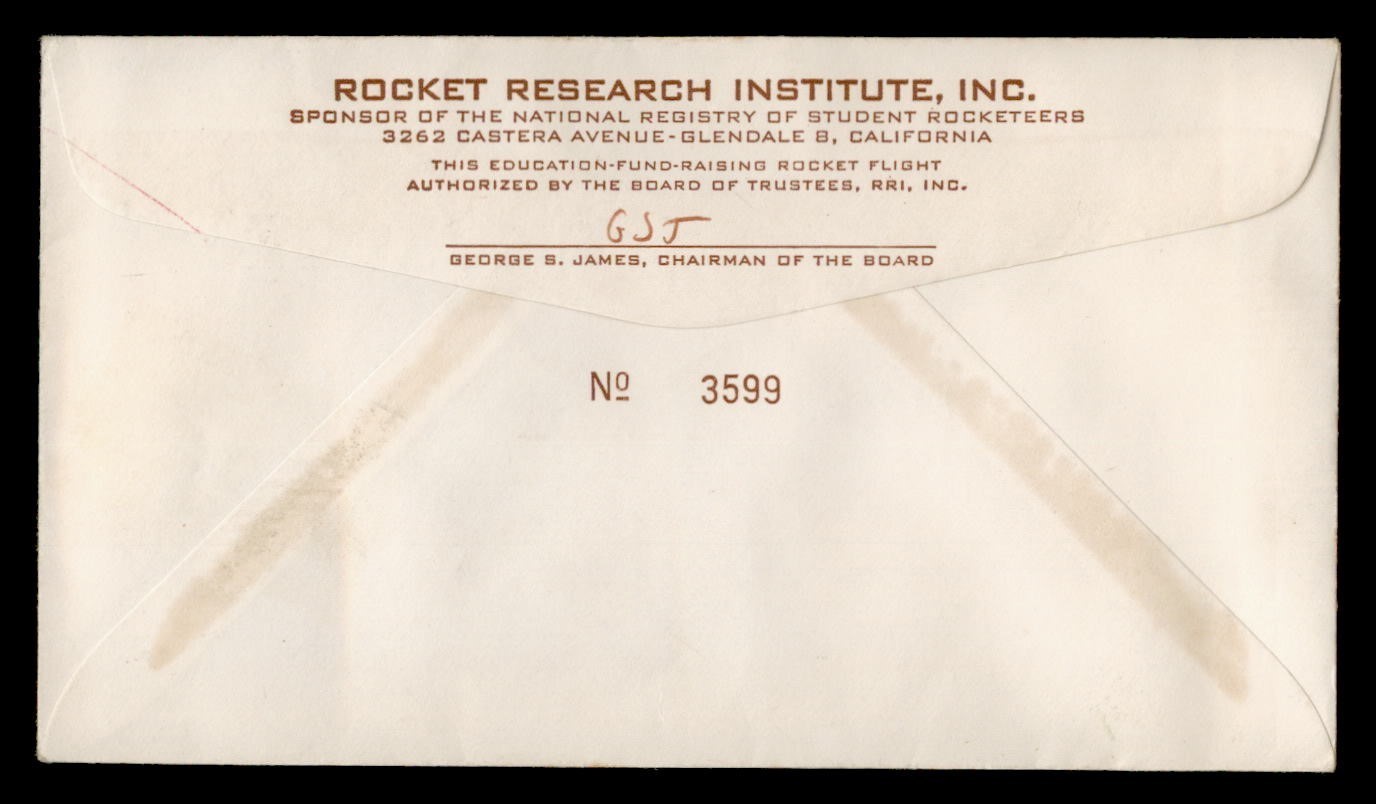 ROCKET RESEARCH INSTITUTE, INC.
SPONSOR OF THE NATIONAL REGISTRY OF STUDENT ROCKETEERS
3262 CASTERA AVENUE-GLENDALE 8, CALIFORNIA
THIS EDUCATION-FUND-RAISING ROCKET FLIGHT
AUTHORIZED BY THE BOARD OF TRUSTEES, RRI, INC.
GSJ
GEORGE S. JAMES, CHAIRMAN OF THE BOARD
Nº 3599